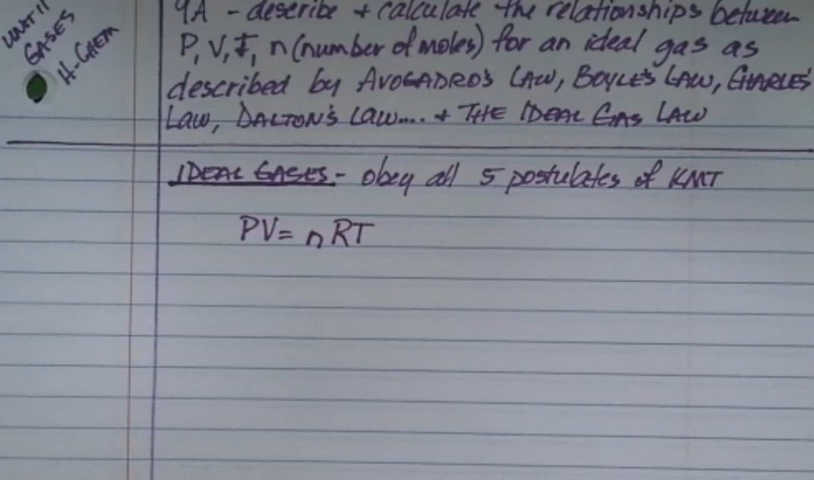 UNIT 11
GASES
H-CHEM
9A - describe + calculate the relationships between
P, V, T, n (number of moles) for an ideal gas as
described by AVOGADRO'S LAW, BOYLE'S LAW, CHARLES'
LAW, DALTON'S LAW.... + THE IDEAL GAS LAW
IDEAL GASES - obey all 5 postulates of KMT
PV = nRT